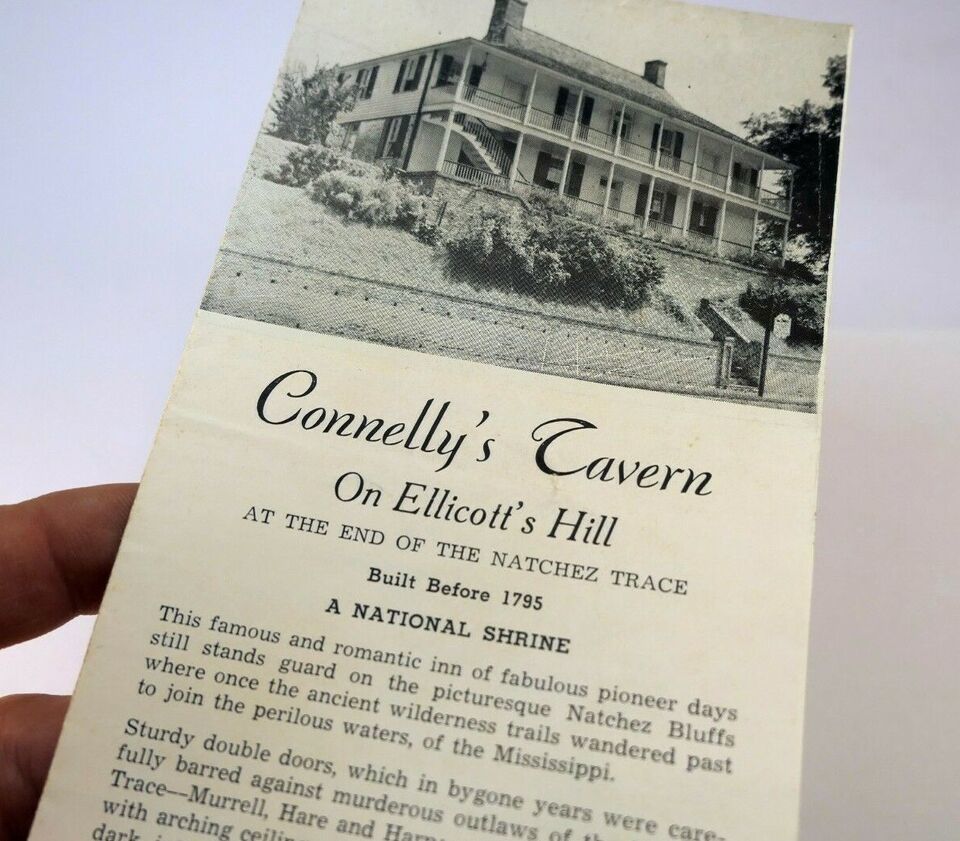 Connelly's Tavern
On Ellicott's Hill
AT THE END OF THE NATCHEZ TRACE
Built Before 1795
A NATIONAL SHRINE
This famous and romantic inn of fabulous pioneer days
still stands guard on the picturesque Natchez Bluffs
where once the ancient wilderness trails wandered past
to join the perilous waters, of the Mississippi.
Sturdy double doors, which in bygone years were care-
fully barred against murderous outlaws of
Trace—Murrell, Hare and
with arching
dark